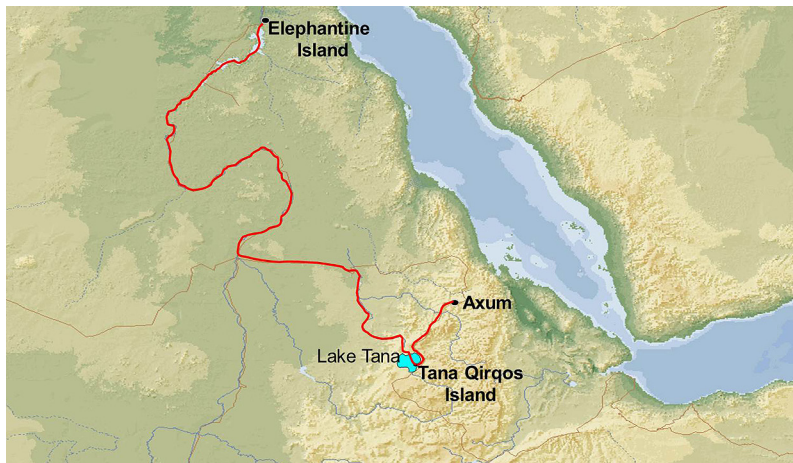 Elephantine
Island
Axum
Lake Tana
Tana Qirqos
Island